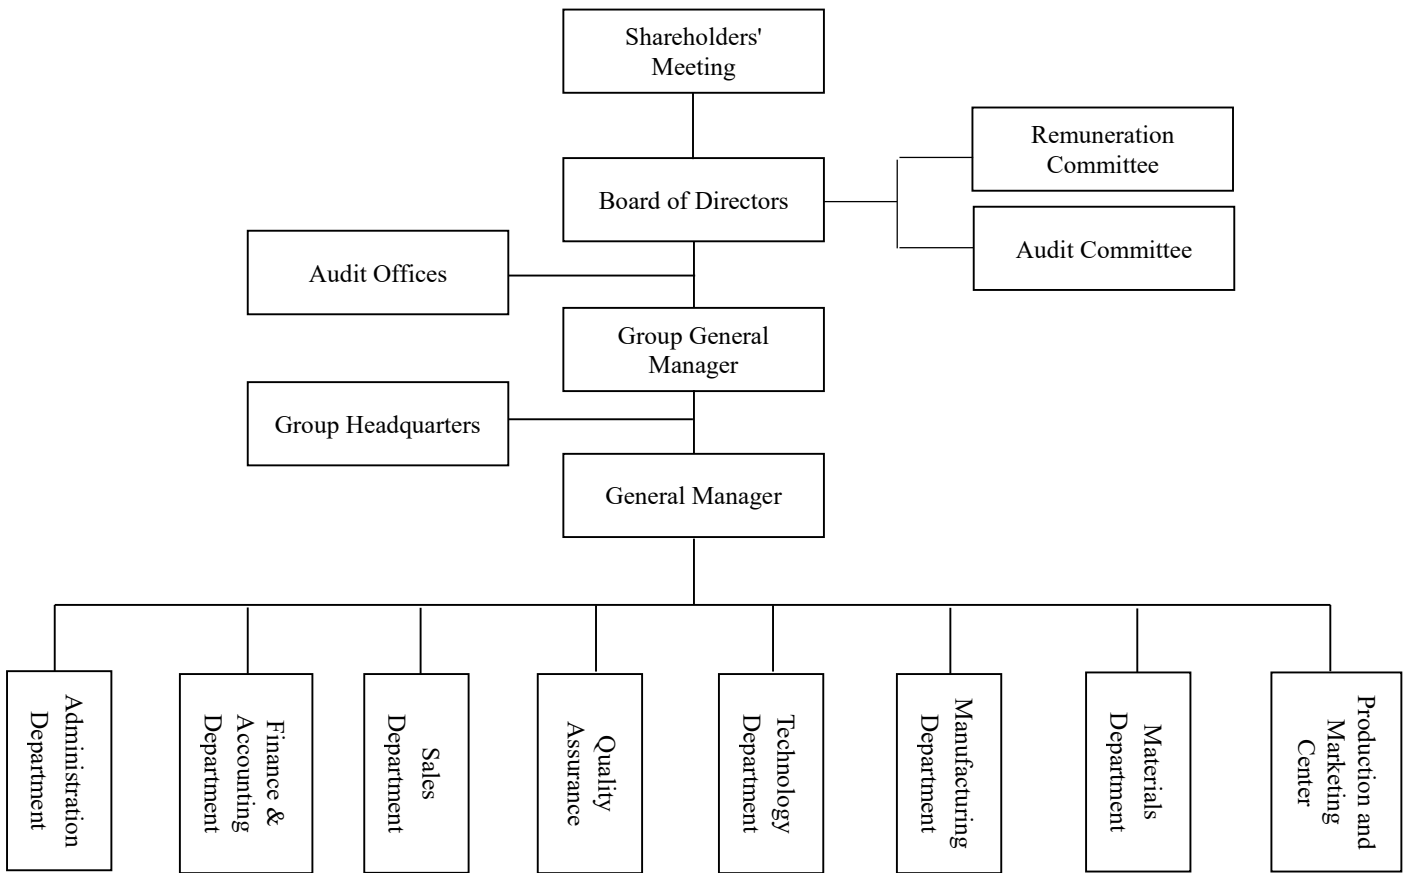 Shareholders'
Meeting
Remuneration
Committee
Board of Directors
Audit Committee
Audit Offices
Group General
Manager
Group Headquarters
General Manager
Administration
Department
Finance &
Accounting
Department
Sales
Department
Quality
Assurance
Technology
Department
Manufacturing
Department
Materials
Department
Production and
Marketing
Center